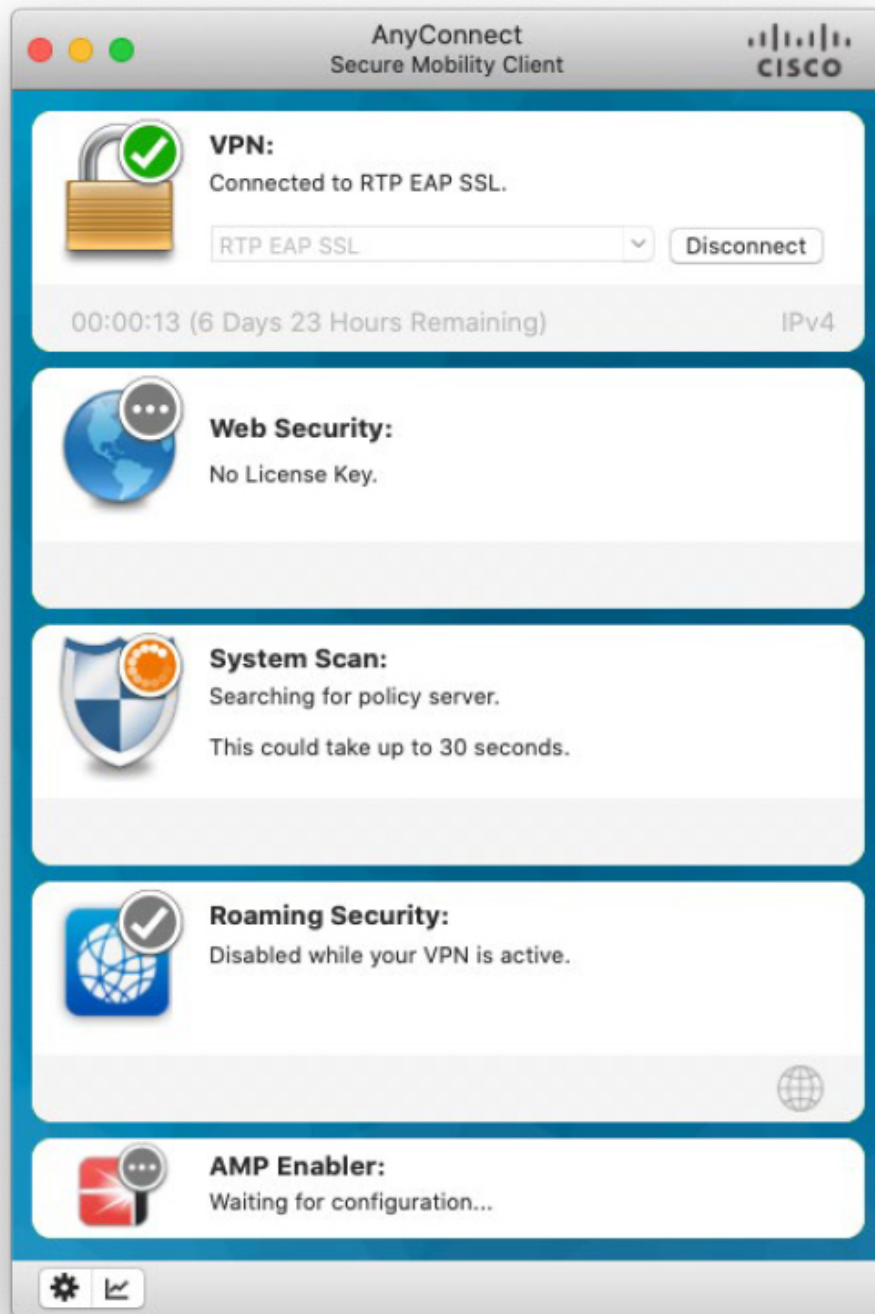 AnyConnect
Secure Mobility Client
CISCO
VPN:
Connected to RTP EAP SSL.
RTP EAP SSL
Disconnect
00:00:13 (6 Days 23 Hours Remaining)
IPv4
Web Security:
No License Key.
System Scan:
Searching for policy server.
This could take up to 30 seconds.
Roaming Security:
Disabled while your VPN is active.
AMP Enabler:
Waiting for configuration...